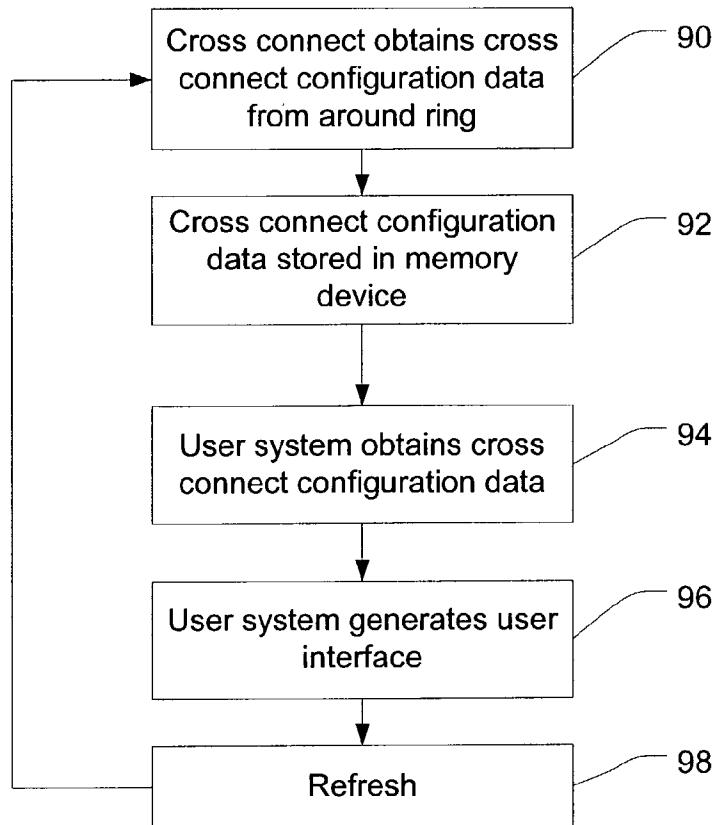 Cross connect obtains cross
connect configuration data
from around ring
90
Cross connect configuration
data stored in memory
device
92
User system obtains cross
connect configuration data
94
User system generates user
interface
96
Refresh
98